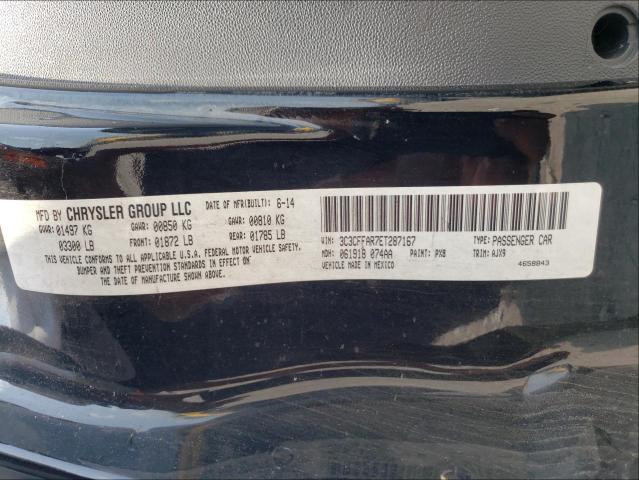 MFD BY CHRYSLER GROUP LLC DATE OF MFR(BUILT): 6-14
GVWR: 01497 KG GAWR: 00850 KG GAWR: 00810 KG
03300 LB FRONT: 01872 LB REAR: 01785 LB
THIS VEHICLE CONFORMS TO ALL APPLICABLE U.S.A. FEDERAL MOTOR VEHICLE SAFETY,
BUMPER AND THEFT PREVENTION STANDARDS IN EFFECT ON
THE DATE OF MANUFACTURE SHOWN ABOVE.
VIN: 3C3CFFAR7ET287167 TYPE: PASSENGER CAR
MDH: 061918 074AA PAINT: PX8 TRIM: AJX9
VEHICLE MADE IN MEXICO 4658843